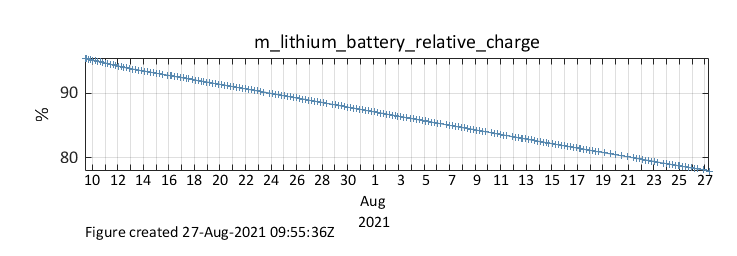 m_lithium_battery_relative_charge
90
80
%
10 12 14 16 18 20 22 24 26 28 30 1 3 5 7 9 11 13 15 17 19 21 23 25 27
Aug
2021
Figure created 27-Aug-2021 09:55:36Z